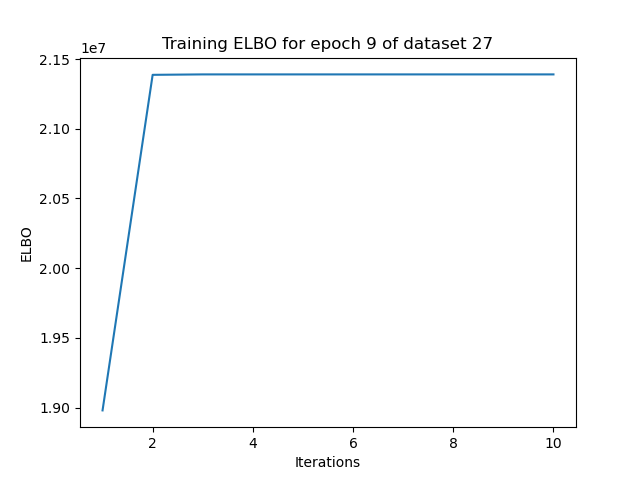 Training ELBO for epoch 9 of dataset 27
1e7
2.15
2.10
2.05
2.00
1.95
1.90
ELBO
2 4 6 8 10
Iterations